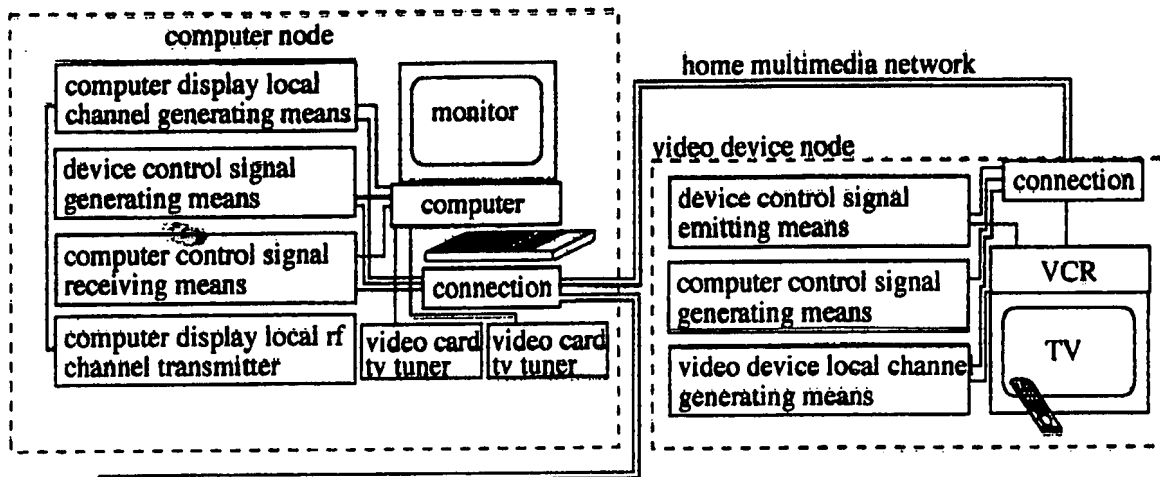 computer node
computer display local
channel generating means
device control signal
generating means
computer control signal
receiving means
computer display local rf
channel transmitter
monitor
computer
connection
video card
tv tuner
video card
tv tuner
home multimedia network
video device node
connection
device control signal
emitting means
computer control signal
generating means
video device local channel
generating means
VCR
TV